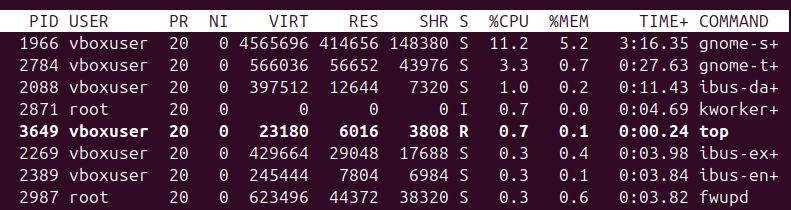 PID USER PR NI VIRT RES SHR S %CPU %MEM TIME+ COMMAND
1966 vboxuser 20 0 4565696 414656 148380 S 11.2 5.2 3:16.35 gnome-s+
2784 vboxuser 20 0 566036 56652 43976 S 3.3 0.7 0:27.63 gnome-t+
2088 vboxuser 20 0 397512 12644 7320 S 1.0 0.2 0:11.43 ibus-da+
2871 root 20 0 0 0 0 I 0.7 0.0 0:04.69 kworker+
3649 vboxuser 20 0 23180 6016 3808 R 0.7 0.1 0:00.24 top
2269 vboxuser 20 0 429664 29048 17688 S 0.3 0.4 0:03.98 ibus-ex+
2389 vboxuser 20 0 245444 7804 6984 S 0.3 0.1 0:03.84 ibus-en+
2987 root 20 0 623496 44372 38320 S 0.3 0.6 0:03.82 fwupd